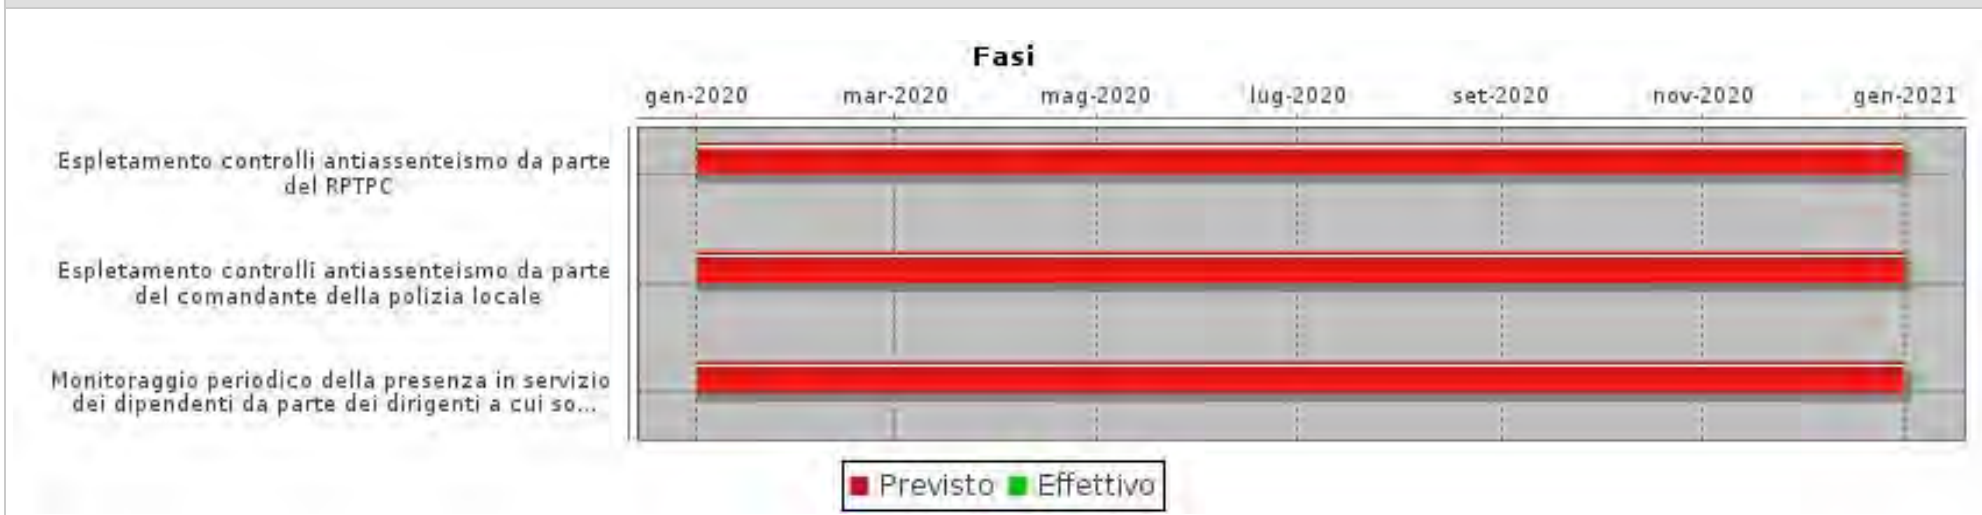 Fasi
gen-2020 mar-2020 mag-2020 lug-2020 set-2020 nov-2020 gen-2021
Espletamento controlli antiassenteismo da parte
del RPTPC
Espletamento controlli antiassenteismo da parte
del comandante della polizia locale
Monitoraggio periodico della presenza in servizio
dei dipendenti da parte dei dirigenti a cui so...
Previsto Effettivo